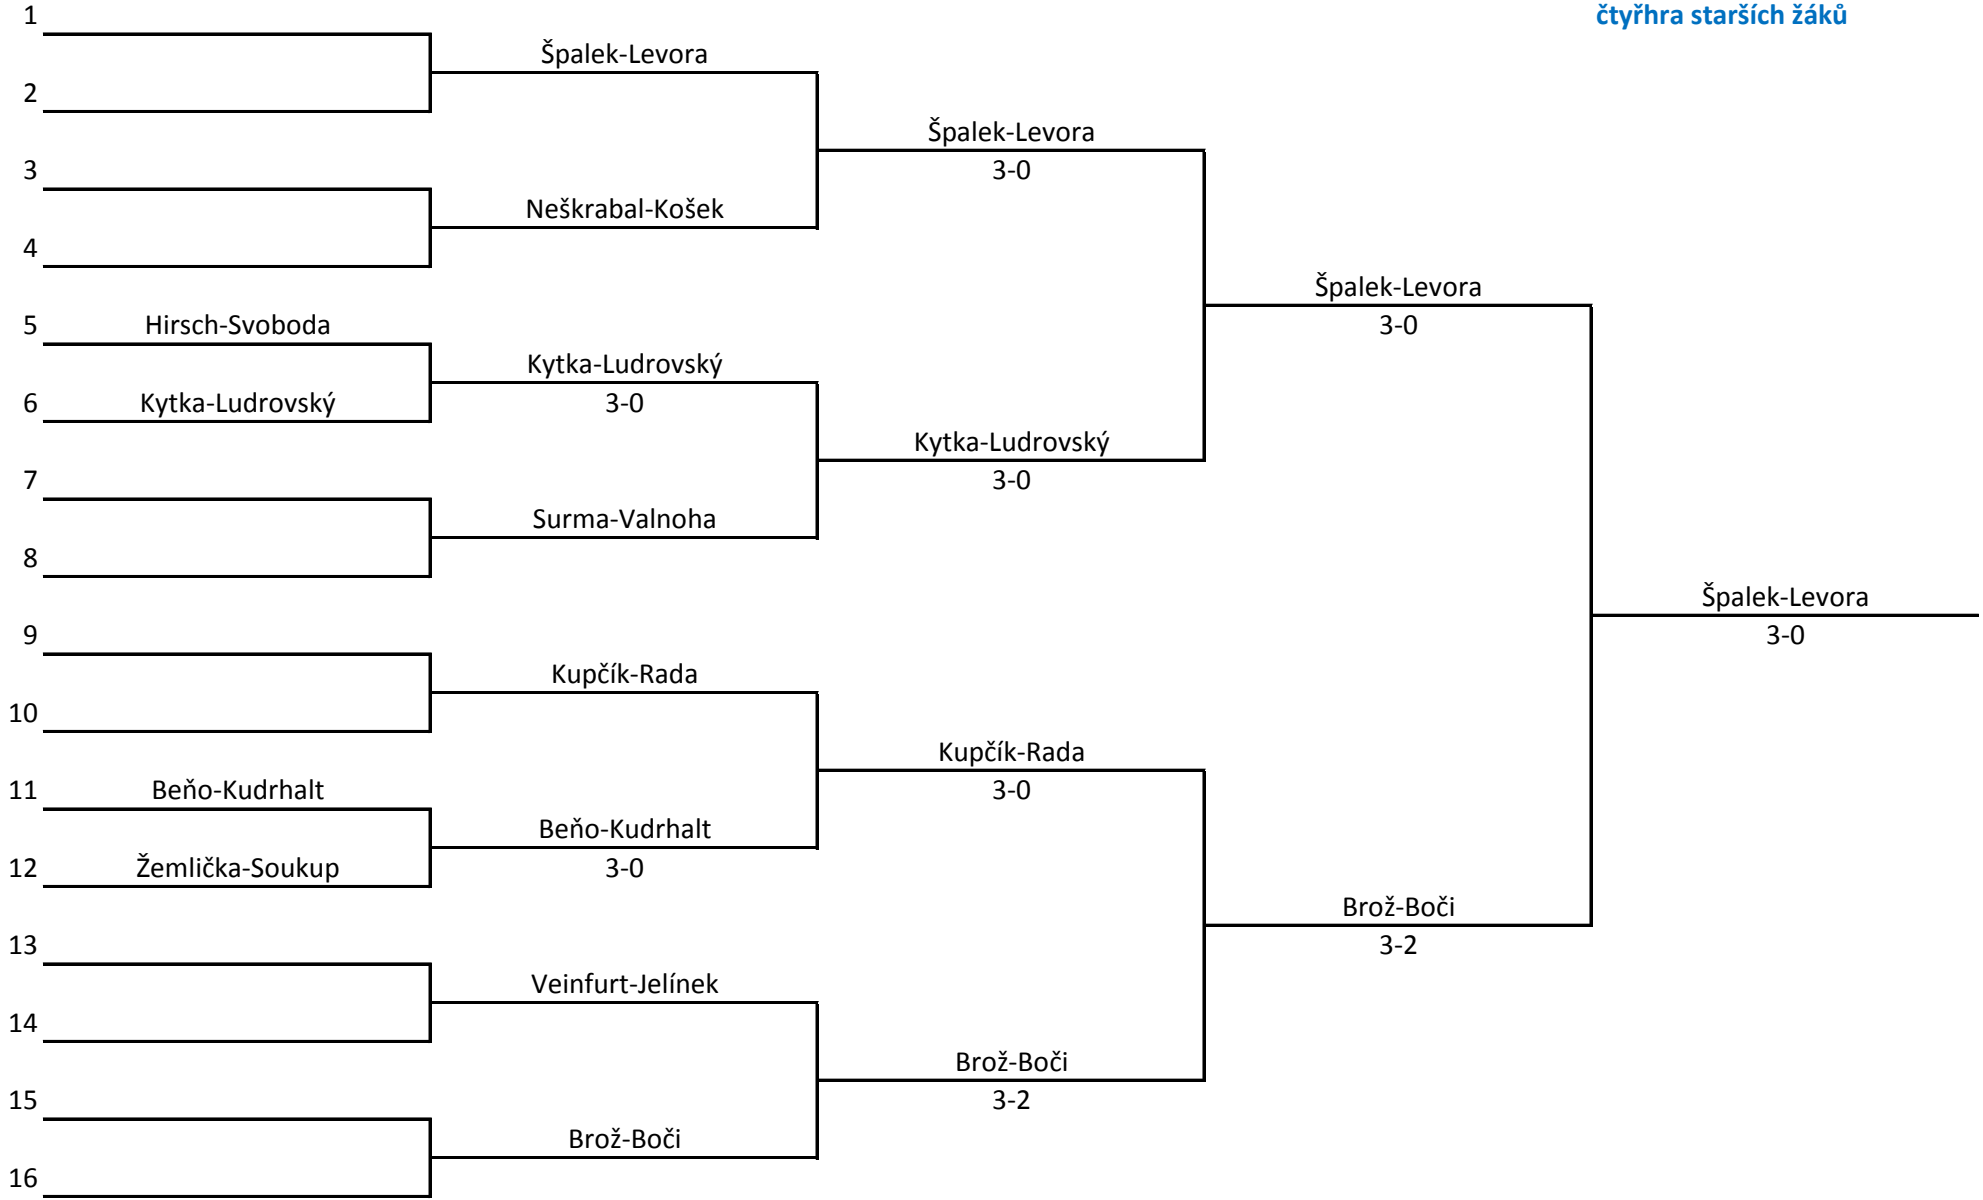 1
čtyřhra starších žáků
Špalek-Levora
2
Špalek-Levora
3
3-0
Neškrabal-Košek
4
Špalek-Levora
5 Hirsch-Svoboda
3-0
Kytka-Ludrovský
6 Kytka-Ludrovský
3-0
Kytka-Ludrovský
7
3-0
Surma-Valnoha
8
Špalek-Levora
9
3-0
Kupčík-Rada
10
Kupčík-Rada
11 Beňo-Kudrhalt
3-0
Beňo-Kudrhalt
12 Žemlička-Soukup
3-0
Brož-Boči
13
3-2
Veinfurt-Jelínek
14
Brož-Boči
15
3-2
Brož-Boči
16